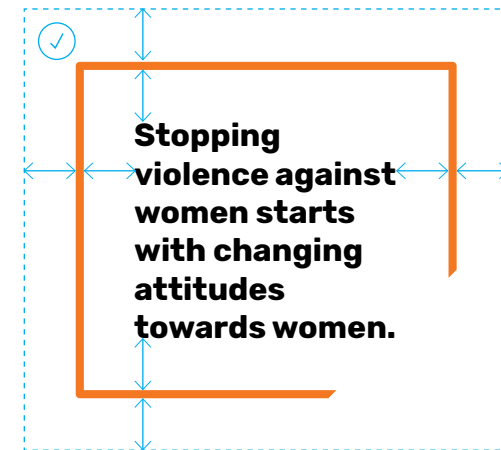 Stopping
violence against
women starts
with changing
attitudes
towards women.